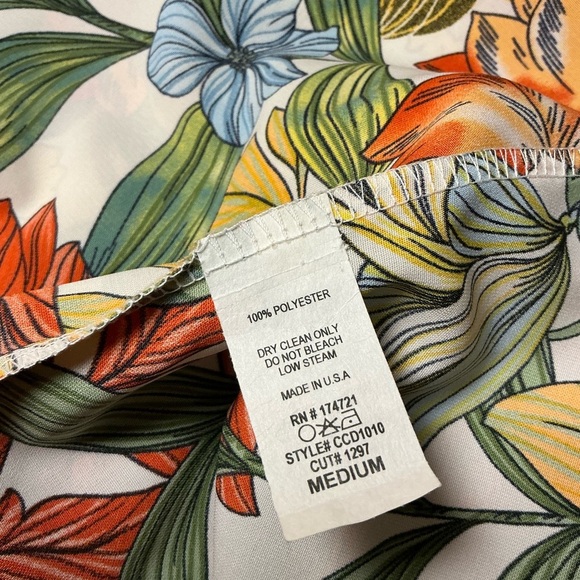 100% POLYESTER
DRY CLEAN ONLY
DO NOT BLEACH
LOW STEAM
MADE IN U.S.A
RN # 174721
STYLE# CCD1010
CUT# 1297
MEDIUM